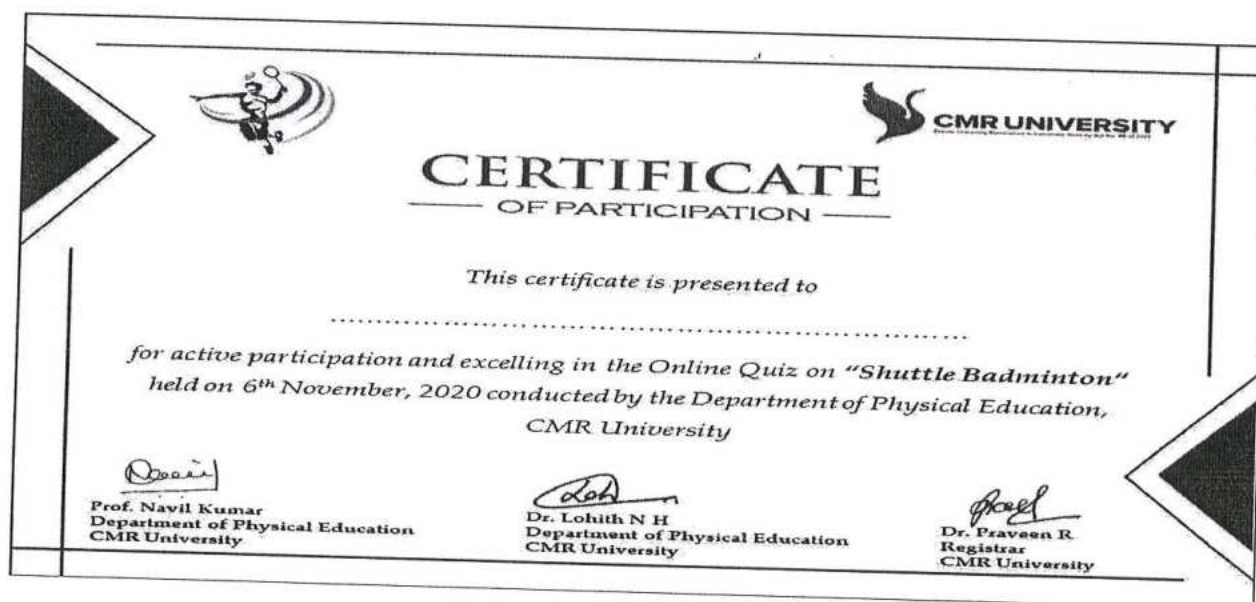 CMR UNIVERSITY
CERTIFICATE
OF PARTICIPATION
This certificate is presented to
................................................................................
for active participation and excelling in the Online Quiz on "Shuttle Badminton"
held on 6th November, 2020 conducted by the Department of Physical Education,
CMR University
Prof. Navil Kumar
Department of Physical Education
CMR University
Dr. Lohith N H
Department of Physical Education
CMR University
Dr. Praveen R
Registrar
CMR University